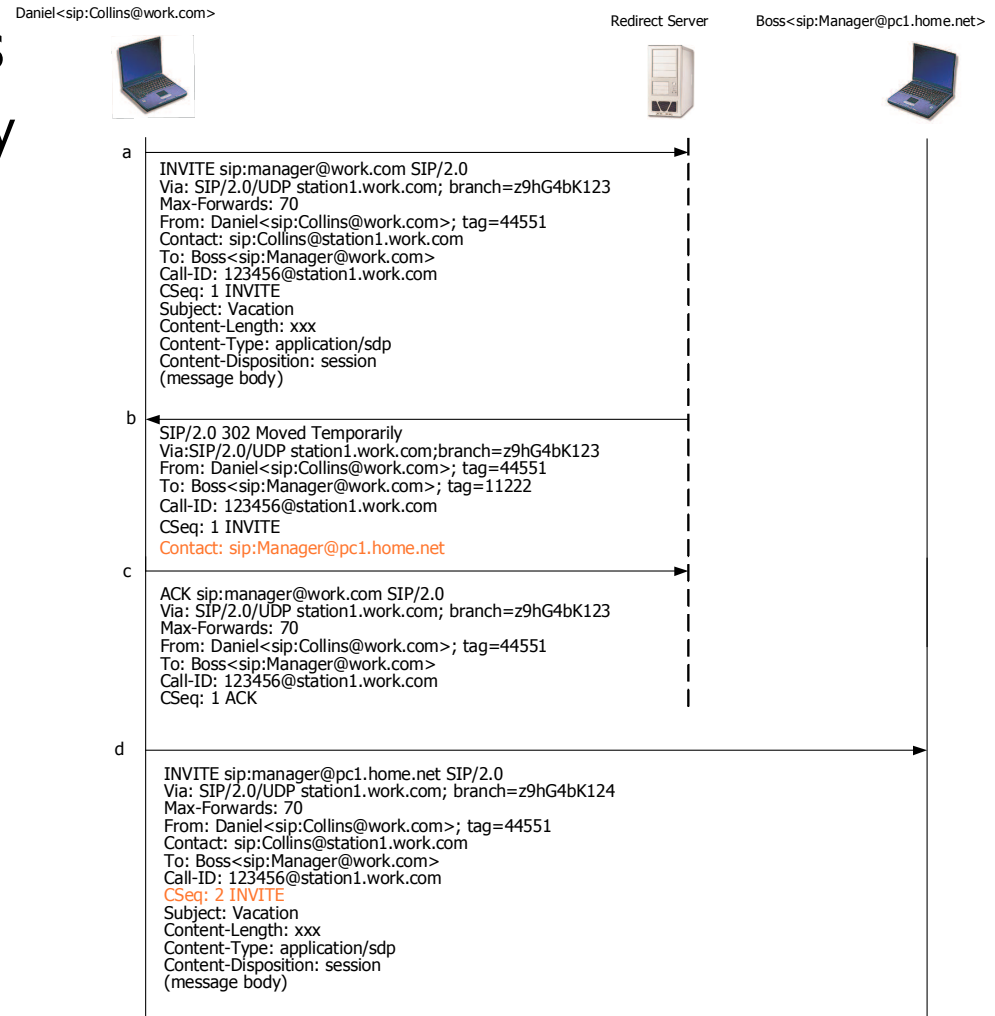 Daniel<sip:Collins@work.com>
Redirect Server
Boss<sip:Manager@pc1.home.net>
s
y
a
INVITE sip:manager@work.com SIP/2.0
Via: SIP/2.0/UDP station1.work.com; branch=z9hG4bK123
Max-Forwards: 70
From: Daniel<sip:Collins@work.com>; tag=44551
Contact: sip:Collins@station1.work.com
To: Boss<sip:Manager@work.com>
Call-ID: 123456@station1.work.com
CSeq: 1 INVITE
Subject: Vacation
Content-Length: xxx
Content-Type: application/sdp
Content-Disposition: session
(message body)
b
SIP/2.0 302 Moved Temporarily
Via:SIP/2.0/UDP station1.work.com;branch=z9hG4bK123
From: Daniel<sip:Collins@work.com>; tag=44551
To: Boss<sip:Manager@work.com>; tag=11222
Call-ID: 123456@station1.work.com
CSeq: 1 INVITE
Contact: sip:Manager@pc1.home.net
c
ACK sip:manager@work.com SIP/2.0
Via: SIP/2.0/UDP station1.work.com; branch=z9hG4bK123
Max-Forwards: 70
From: Daniel<sip:Collins@work.com>; tag=44551
To: Boss<sip:Manager@work.com>
Call-ID: 123456@station1.work.com
CSeq: 1 ACK
d
INVITE sip:manager@pc1.home.net SIP/2.0
Via: SIP/2.0/UDP station1.work.com; branch=z9hG4bK124
Max-Forwards: 70
From: Daniel<sip:Collins@work.com>; tag=44551
Contact: sip:Collins@station1.work.com
To: Boss<sip:Manager@work.com>
Call-ID: 123456@station1.work.com
CSeq: 2 INVITE
Subject: Vacation
Content-Length: xxx
Content-Type: application/sdp
Content-Disposition: session
(message body)